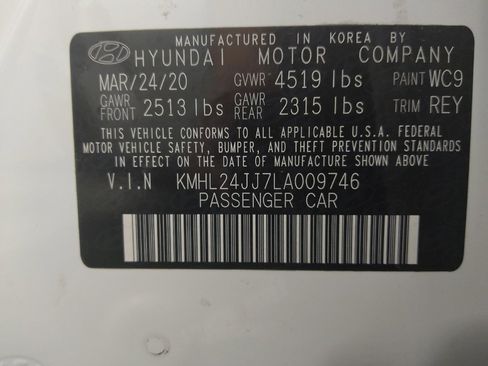 MANUFACTURED IN KOREA BY
HYUNDAI MOTOR COMPANY
MAR/24/20 GVWR 4519 lbs PAINT WC9
GAWR FRONT 2513 lbs GAWR REAR 2315 lbs TRIM REY
THIS VEHICLE CONFORMS TO ALL APPLICABLE U.S.A. FEDERAL
MOTOR VEHICLE SAFETY, BUMPER, AND THEFT PREVENTION STANDARDS
IN EFFECT ON THE DATE OF MANUFACTURE SHOWN ABOVE.
V.I.N KMHL24JJ7LA009746
PASSENGER CAR